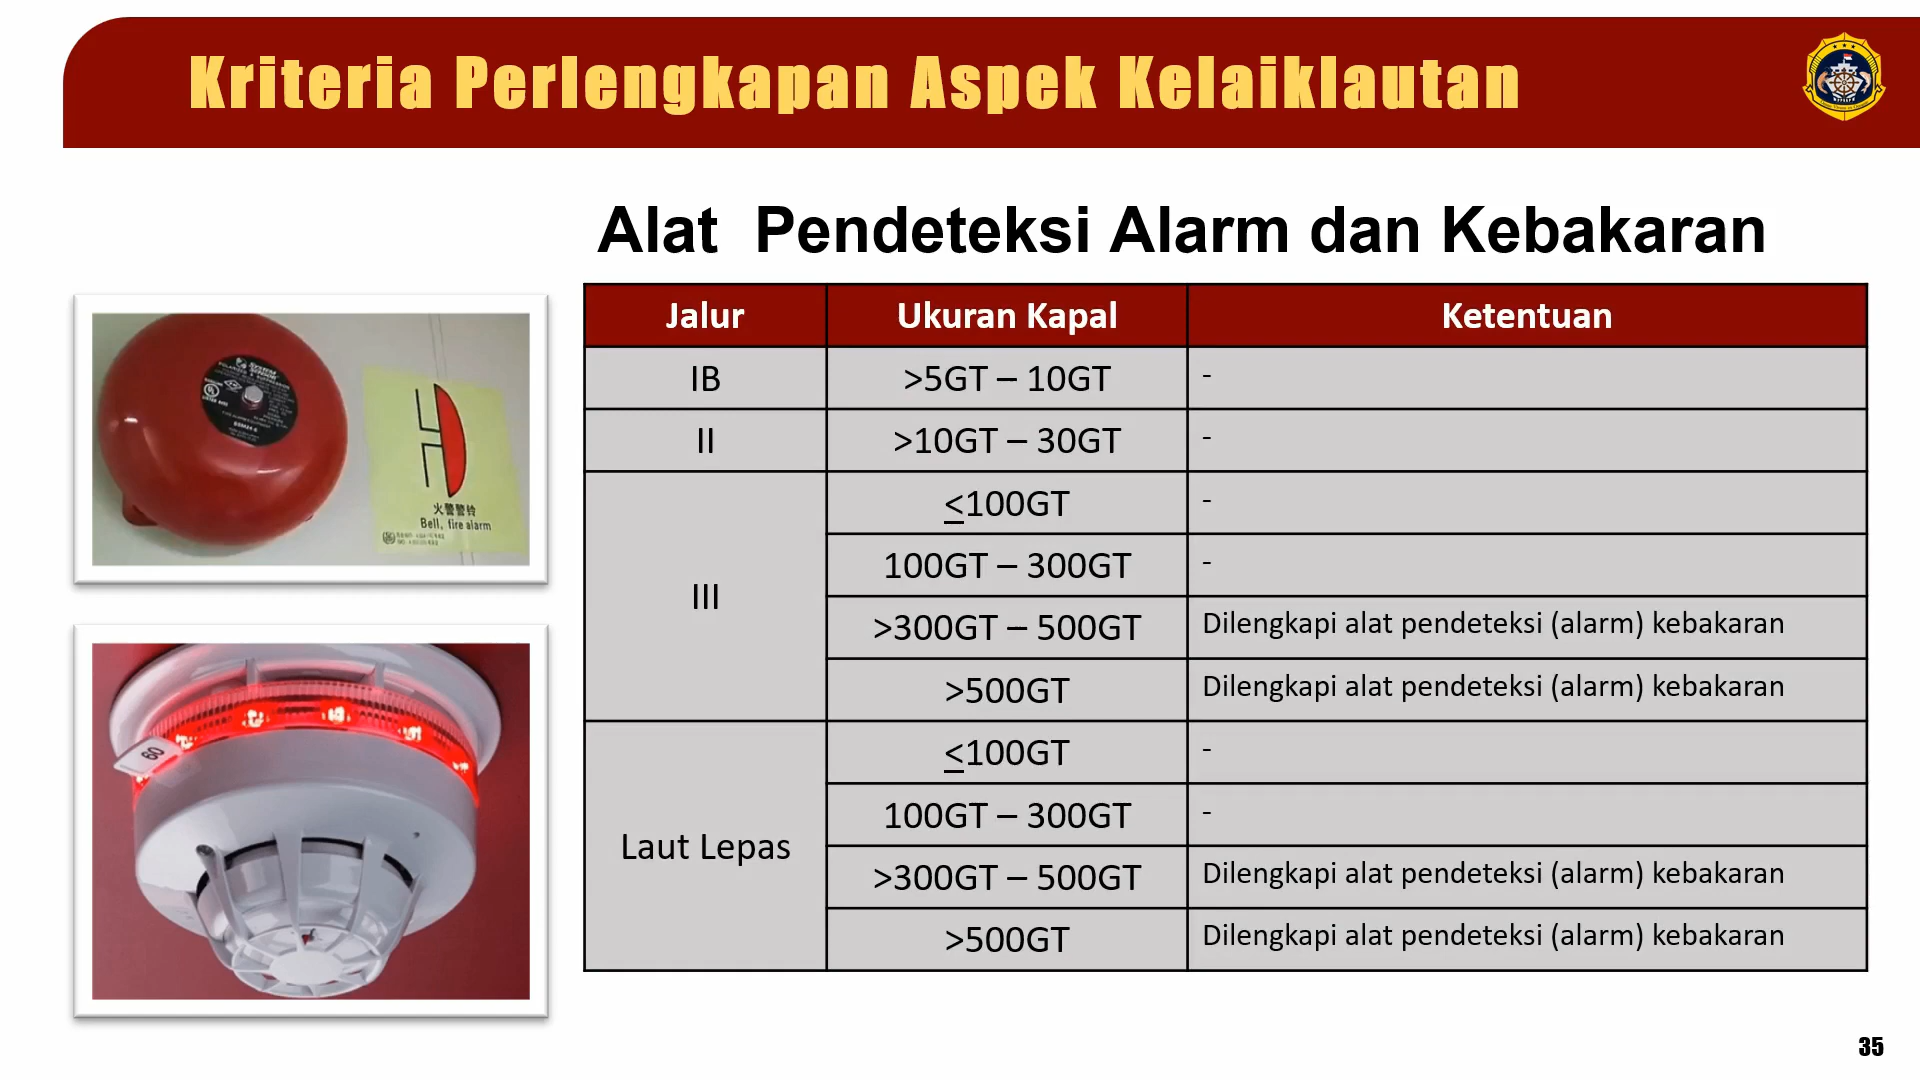 Kriteria Perlengkapan Aspek Kelaiklautan
Alat Pendeteksi Alarm dan Kebakaran
Jalur Ukuran Kapal Ketentuan
IB >5GT – 10GT -
II >10GT – 30GT -
III
<100GT -
100GT – 300GT -
>300GT – 500GT Dilengkapi alat pendeteksi (alarm) kebakaran
>500GT Dilengkapi alat pendeteksi (alarm) kebakaran
Laut Lepas
<100GT -
100GT – 300GT -
>300GT – 500GT Dilengkapi alat pendeteksi (alarm) kebakaran
>500GT Dilengkapi alat pendeteksi (alarm) kebakaran
SYSTEM
SENSOR
火警警铃
Bell, fire alarm
60
35